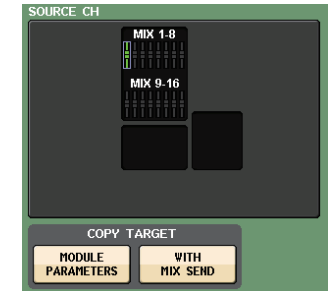 SOURCE CH
MIX 1-8
MIX 9-16
COPY TARGET
MODULE
PARAMETERS
WITH
MIX SEND